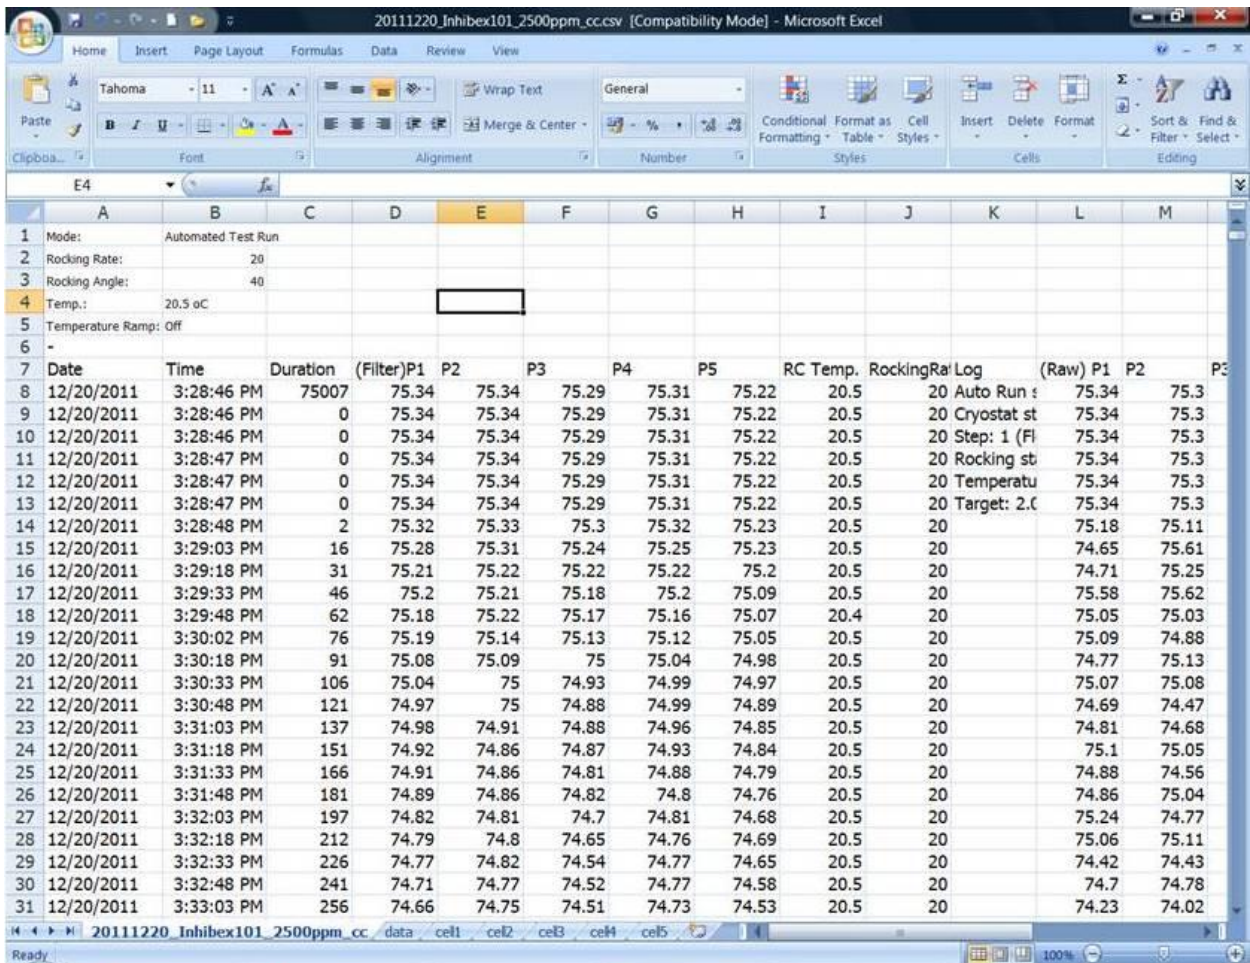 20111220_Inhibex101_2500ppm_cc.csv [Compatibility Mode] - Microsoft Excel
Home Insert Page Layout Formulas Data Review View
Tahoma 11 Wrap Text General
Paste B I U Merge & Center % Conditional Formatting Format as Table Cell Styles Insert Delete Format Sort & Filter Find & Select
Clipboa... Font Alignment Number Styles Cells Editing
E4 fx
A B C D E F G H I J K L M
1 Mode: Automated Test Run
2 Rocking Rate: 20
3 Rocking Angle: 40
4 Temp.: 20.5 oC
5 Temperature Ramp: Off
6 -
7 Date Time Duration (Filter)P1 P2 P3 P4 P5 RC Temp. RockingRat Log (Raw) P1 P2 P3
8 12/20/2011 3:28:46 PM 75007 75.34 75.34 75.29 75.31 75.22 20.5 20 Auto Run s 75.34 75.3
9 12/20/2011 3:28:46 PM 0 75.34 75.34 75.29 75.31 75.22 20.5 20 Cryostat st 75.34 75.3
10 12/20/2011 3:28:46 PM 0 75.34 75.34 75.29 75.31 75.22 20.5 20 Step: 1 (Fl 75.34 75.3
11 12/20/2011 3:28:47 PM 0 75.34 75.34 75.29 75.31 75.22 20.5 20 Rocking sta 75.34 75.3
12 12/20/2011 3:28:47 PM 0 75.34 75.34 75.29 75.31 75.22 20.5 20 Temperatu 75.34 75.3
13 12/20/2011 3:28:47 PM 0 75.34 75.34 75.29 75.31 75.22 20.5 20 Target: 2.0 75.34 75.3
14 12/20/2011 3:28:48 PM 2 75.32 75.33 75.3 75.32 75.23 20.5 20 75.18 75.11
15 12/20/2011 3:29:03 PM 16 75.28 75.31 75.24 75.25 75.23 20.5 20 74.65 75.61
16 12/20/2011 3:29:18 PM 31 75.21 75.22 75.22 75.22 75.2 20.5 20 74.71 75.25
17 12/20/2011 3:29:33 PM 46 75.2 75.21 75.18 75.2 75.09 20.5 20 75.58 75.62
18 12/20/2011 3:29:48 PM 62 75.18 75.22 75.17 75.16 75.07 20.4 20 75.05 75.03
19 12/20/2011 3:30:02 PM 76 75.19 75.14 75.13 75.12 75.05 20.5 20 75.09 74.88
20 12/20/2011 3:30:18 PM 91 75.08 75.09 75 75.04 74.98 20.5 20 74.77 75.13
21 12/20/2011 3:30:33 PM 106 75.04 75 74.93 74.99 74.97 20.5 20 75.07 75.08
22 12/20/2011 3:30:48 PM 121 74.97 75 74.88 74.99 74.89 20.5 20 74.69 74.47
23 12/20/2011 3:31:03 PM 137 74.98 74.91 74.88 74.96 74.85 20.5 20 74.81 74.68
24 12/20/2011 3:31:18 PM 151 74.92 74.86 74.87 74.93 74.84 20.5 20 75.1 75.05
25 12/20/2011 3:31:33 PM 166 74.91 74.86 74.81 74.88 74.79 20.5 20 74.88 74.56
26 12/20/2011 3:31:48 PM 181 74.89 74.86 74.82 74.8 74.76 20.5 20 74.86 75.04
27 12/20/2011 3:32:03 PM 197 74.82 74.81 74.7 74.81 74.68 20.5 20 75.24 74.77
28 12/20/2011 3:32:18 PM 212 74.79 74.8 74.65 74.76 74.69 20.5 20 75.06 75.11
29 12/20/2011 3:32:33 PM 226 74.77 74.82 74.54 74.77 74.65 20.5 20 74.42 74.43
30 12/20/2011 3:32:48 PM 241 74.71 74.77 74.52 74.77 74.58 20.5 20 74.7 74.78
31 12/20/2011 3:33:03 PM 256 74.66 74.75 74.51 74.73 74.53 20.5 20 74.23 74.02
20111220_Inhibex101_2500ppm_cc data cell1 cell2 cell3 cell4 cell5
Ready 100%